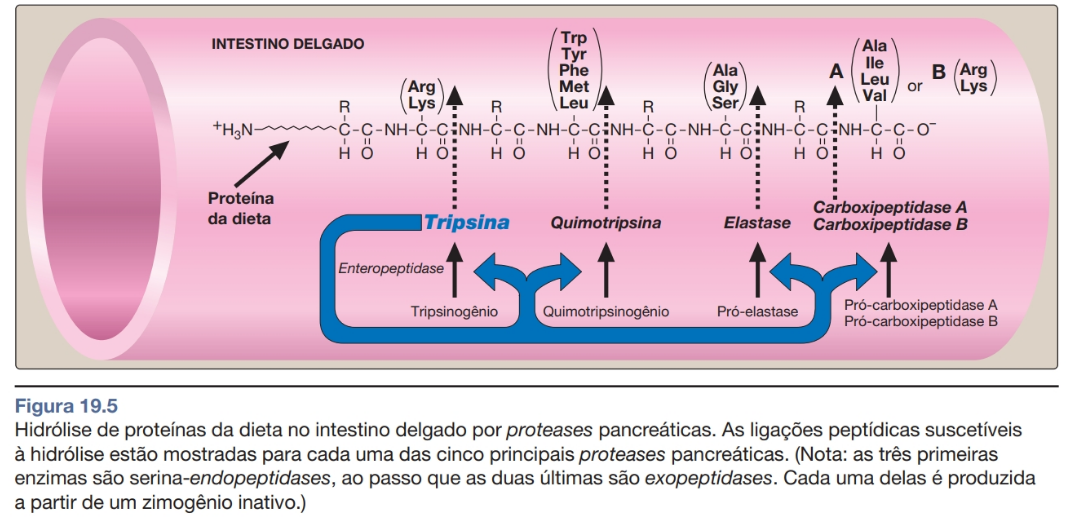 INTESTINO DELGADO
Trp
Tyr
Phe
Met
Leu
Ala
Ile
Leu
Val
A
or
B
Arg
Lys
Arg
Lys
Ala
Gly
Ser
R R R R
⁺H₃N C-C-NH-C-C NH-C-C-NH-C-C NH-C-C-NH-C-C NH-C-C NH-C-C-O⁻
H O H O H O H O H O H O H O H O
Proteína
da dieta
Tripsina
Quimotripsina
Elastase
Carboxipeptidase A
Carboxipeptidase B
Enteropeptidase
Tripsinogênio
Quimotripsinogênio
Pró-elastase
Pró-carboxipeptidase A
Pró-carboxipeptidase B
Figura 19.5
Hidrólise de proteínas da dieta no intestino delgado por proteases pancreáticas. As ligações peptídicas suscetíveis
à hidrólise estão mostradas para cada uma das cinco principais proteases pancreáticas. (Nota: as três primeiras
enzimas são serina-endopeptidases, ao passo que as duas últimas são exopeptidases. Cada uma delas é produzida
a partir de um zimogênio inativo.)